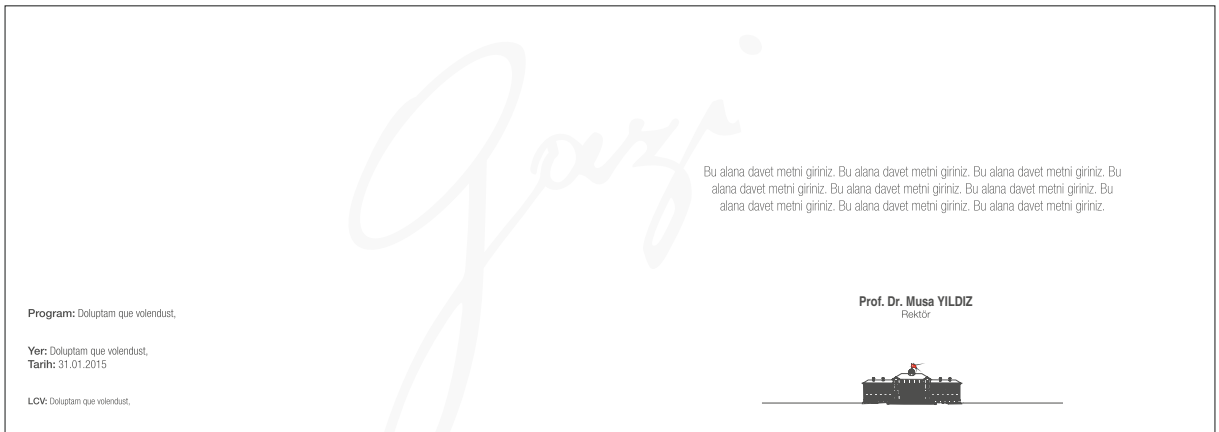 gazi
Bu alana davet metni giriniz. Bu alana davet metni giriniz. Bu alana davet metni giriniz. Bu
alana davet metni giriniz. Bu alana davet metni giriniz. Bu alana davet metni giriniz. Bu
alana davet metni giriniz. Bu alana davet metni giriniz. Bu alana davet metni giriniz.
Prof. Dr. Musa YILDIZ
Rektör
Program: Doluptam que volendust,
Yer: Doluptam que volendust,
Tarih: 31.01.2015
LCV: Doluptam que volendust,